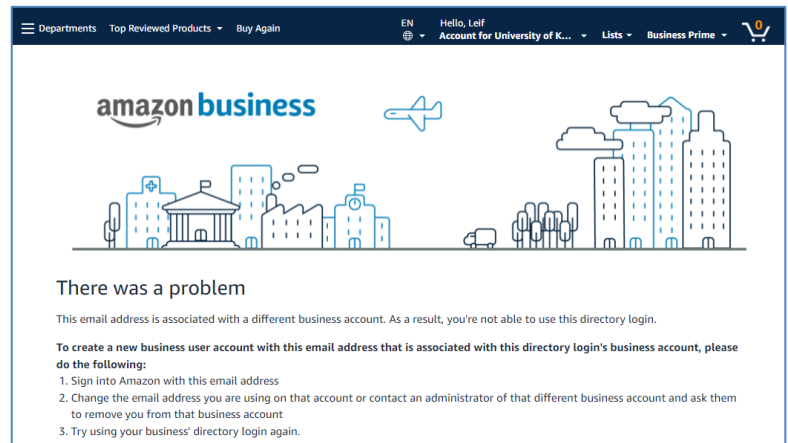 Departments Top Reviewed Products Buy Again EN Hello, Leif
Account for University of K... Lists Business Prime 0
amazon business
There was a problem
This email address is associated with a different business account. As a result, you're not able to use this directory login.
To create a new business user account with this email address that is associated with this directory login's business account, please
do the following:
1. Sign into Amazon with this email address
2. Change the email address you are using on that account or contact an administrator of that different business account and ask them
to remove you from that business account
3. Try using your business' directory login again.